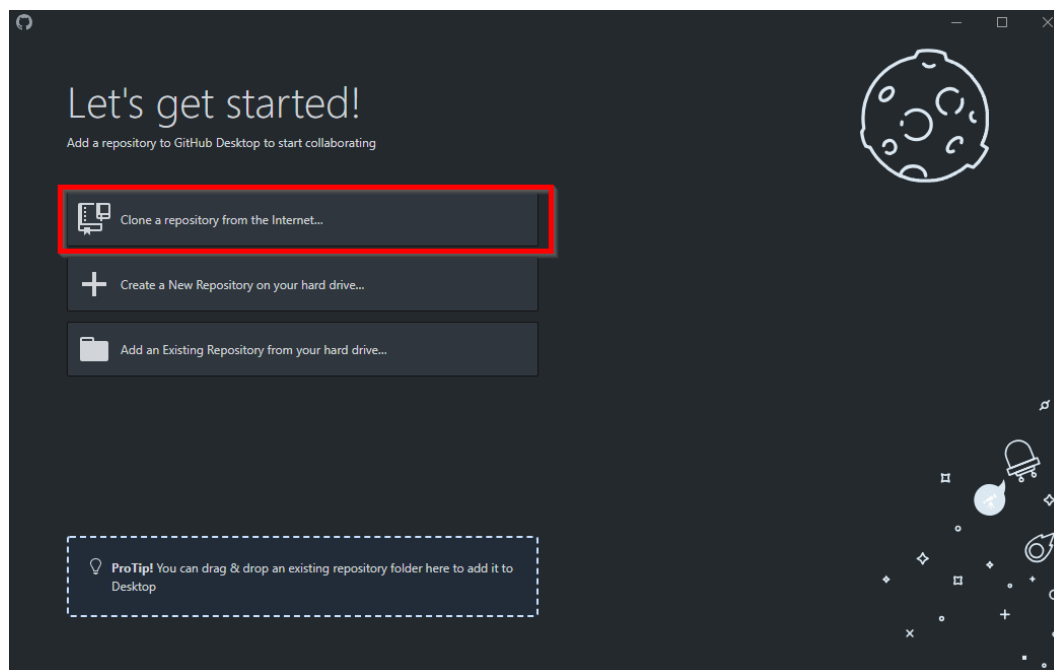 Let's get started!
Add a repository to GitHub Desktop to start collaborating
Clone a repository from the Internet...
Create a New Repository on your hard drive...
Add an Existing Repository from your hard drive...
ProTip! You can drag & drop an existing repository folder here to add it to
Desktop